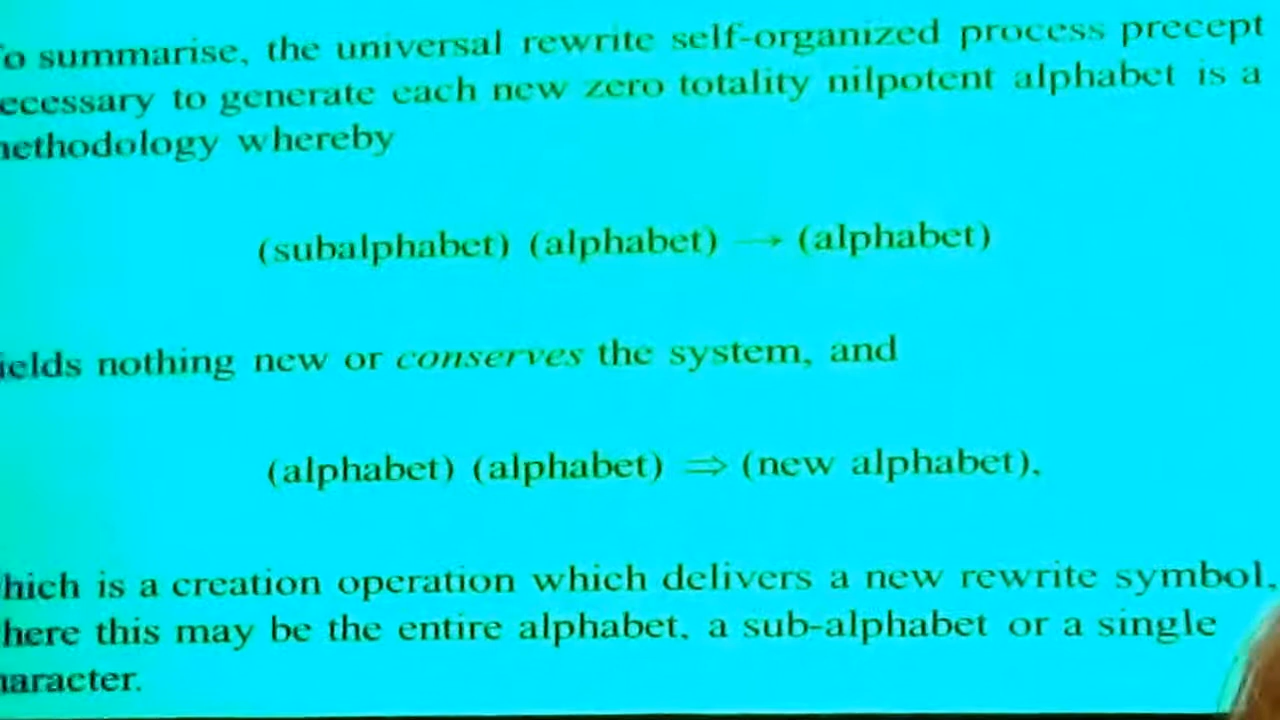 o summarise, the universal rewrite self-organized process precept
ecessary to generate each new zero totality nilpotent alphabet is a
ethodology whereby
(subalphabet) (alphabet) → (alphabet)
ields nothing new or conserves the system, and
(alphabet) (alphabet) ⇒ (new alphabet),
hich is a creation operation which delivers a new rewrite symbol,
here this may be the entire alphabet, a sub-alphabet or a single
aracter.